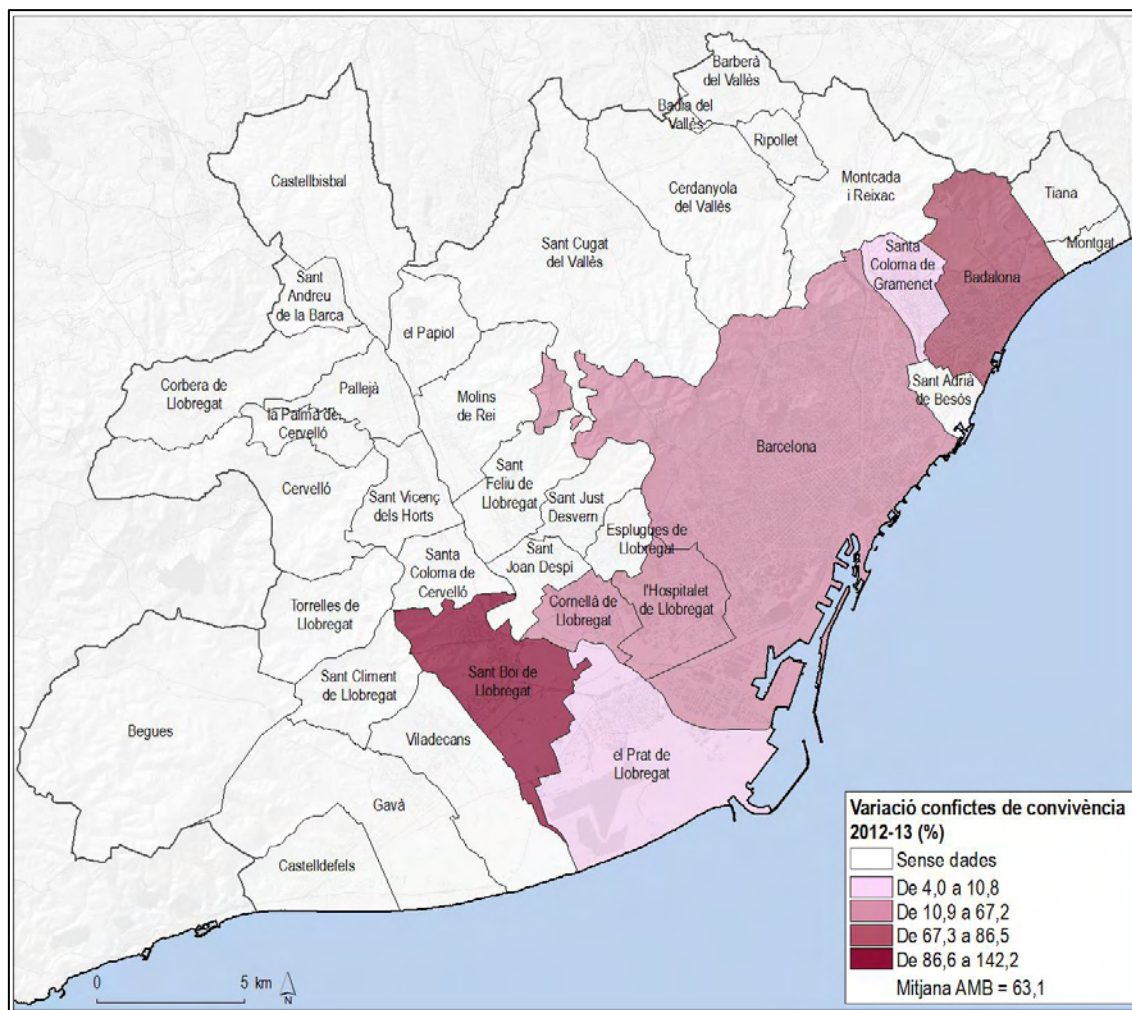 Barberà
del Vallès
Badia del
Vallès
Ripollet
Castellbisbal
Cerdanyola
del Vallès
Montcada
i Reixac
Tiana
Sant Cugat
del Vallès
Montgat
Santa
Coloma de
Gramenet
Badalona
Sant
Andreu
de la Barca
el Papiol
Corbera de
Llobregat
Pallejà
Molins
de Rei
Sant Adrià
de Besòs
la Palma de
Cervelló
Barcelona
Cervelló
Sant
Feliu de
Llobregat
Sant Vicenç
dels Horts
Sant Just
Desvern
Esplugues de
Llobregat
Santa
Coloma de
Cervelló
Sant
Joan Despí
l'Hospitalet
de Llobregat
Cornellà de
Llobregat
Torrelles de
Llobregat
Sant Climent
de Llobregat
Sant Boi de
Llobregat
Begues
Viladecans
el Prat de
Llobregat
Gavà
Castelldefels
Variació confictes de convivència
2012-13 (%)
Sense dades
De 4,0 a 10,8
De 10,9 a 67,2
De 67,3 a 86,5
De 86,6 a 142,2
Mitjana AMB = 63,1
0 5 km
N